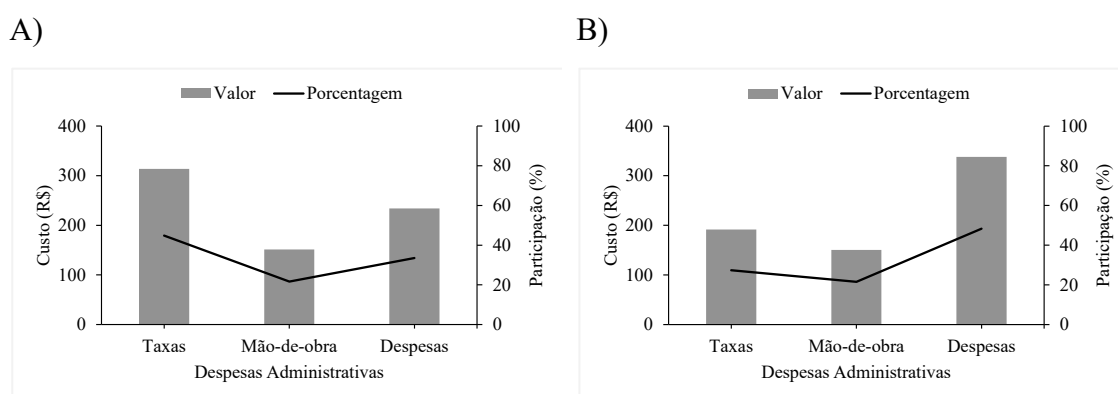 A)
Valor
Porcentagem
400
300
200
100
0
Custo (R$)
100
80
60
40
20
0
Participação (%)
Taxas
Mão-de-obra
Despesas
Despesas Administrativas
B)
Valor
Porcentagem
400
300
200
100
0
Custo (R$)
100
80
60
40
20
0
Participação (%)
Taxas
Mão-de-obra
Despesas
Despesas Administrativas